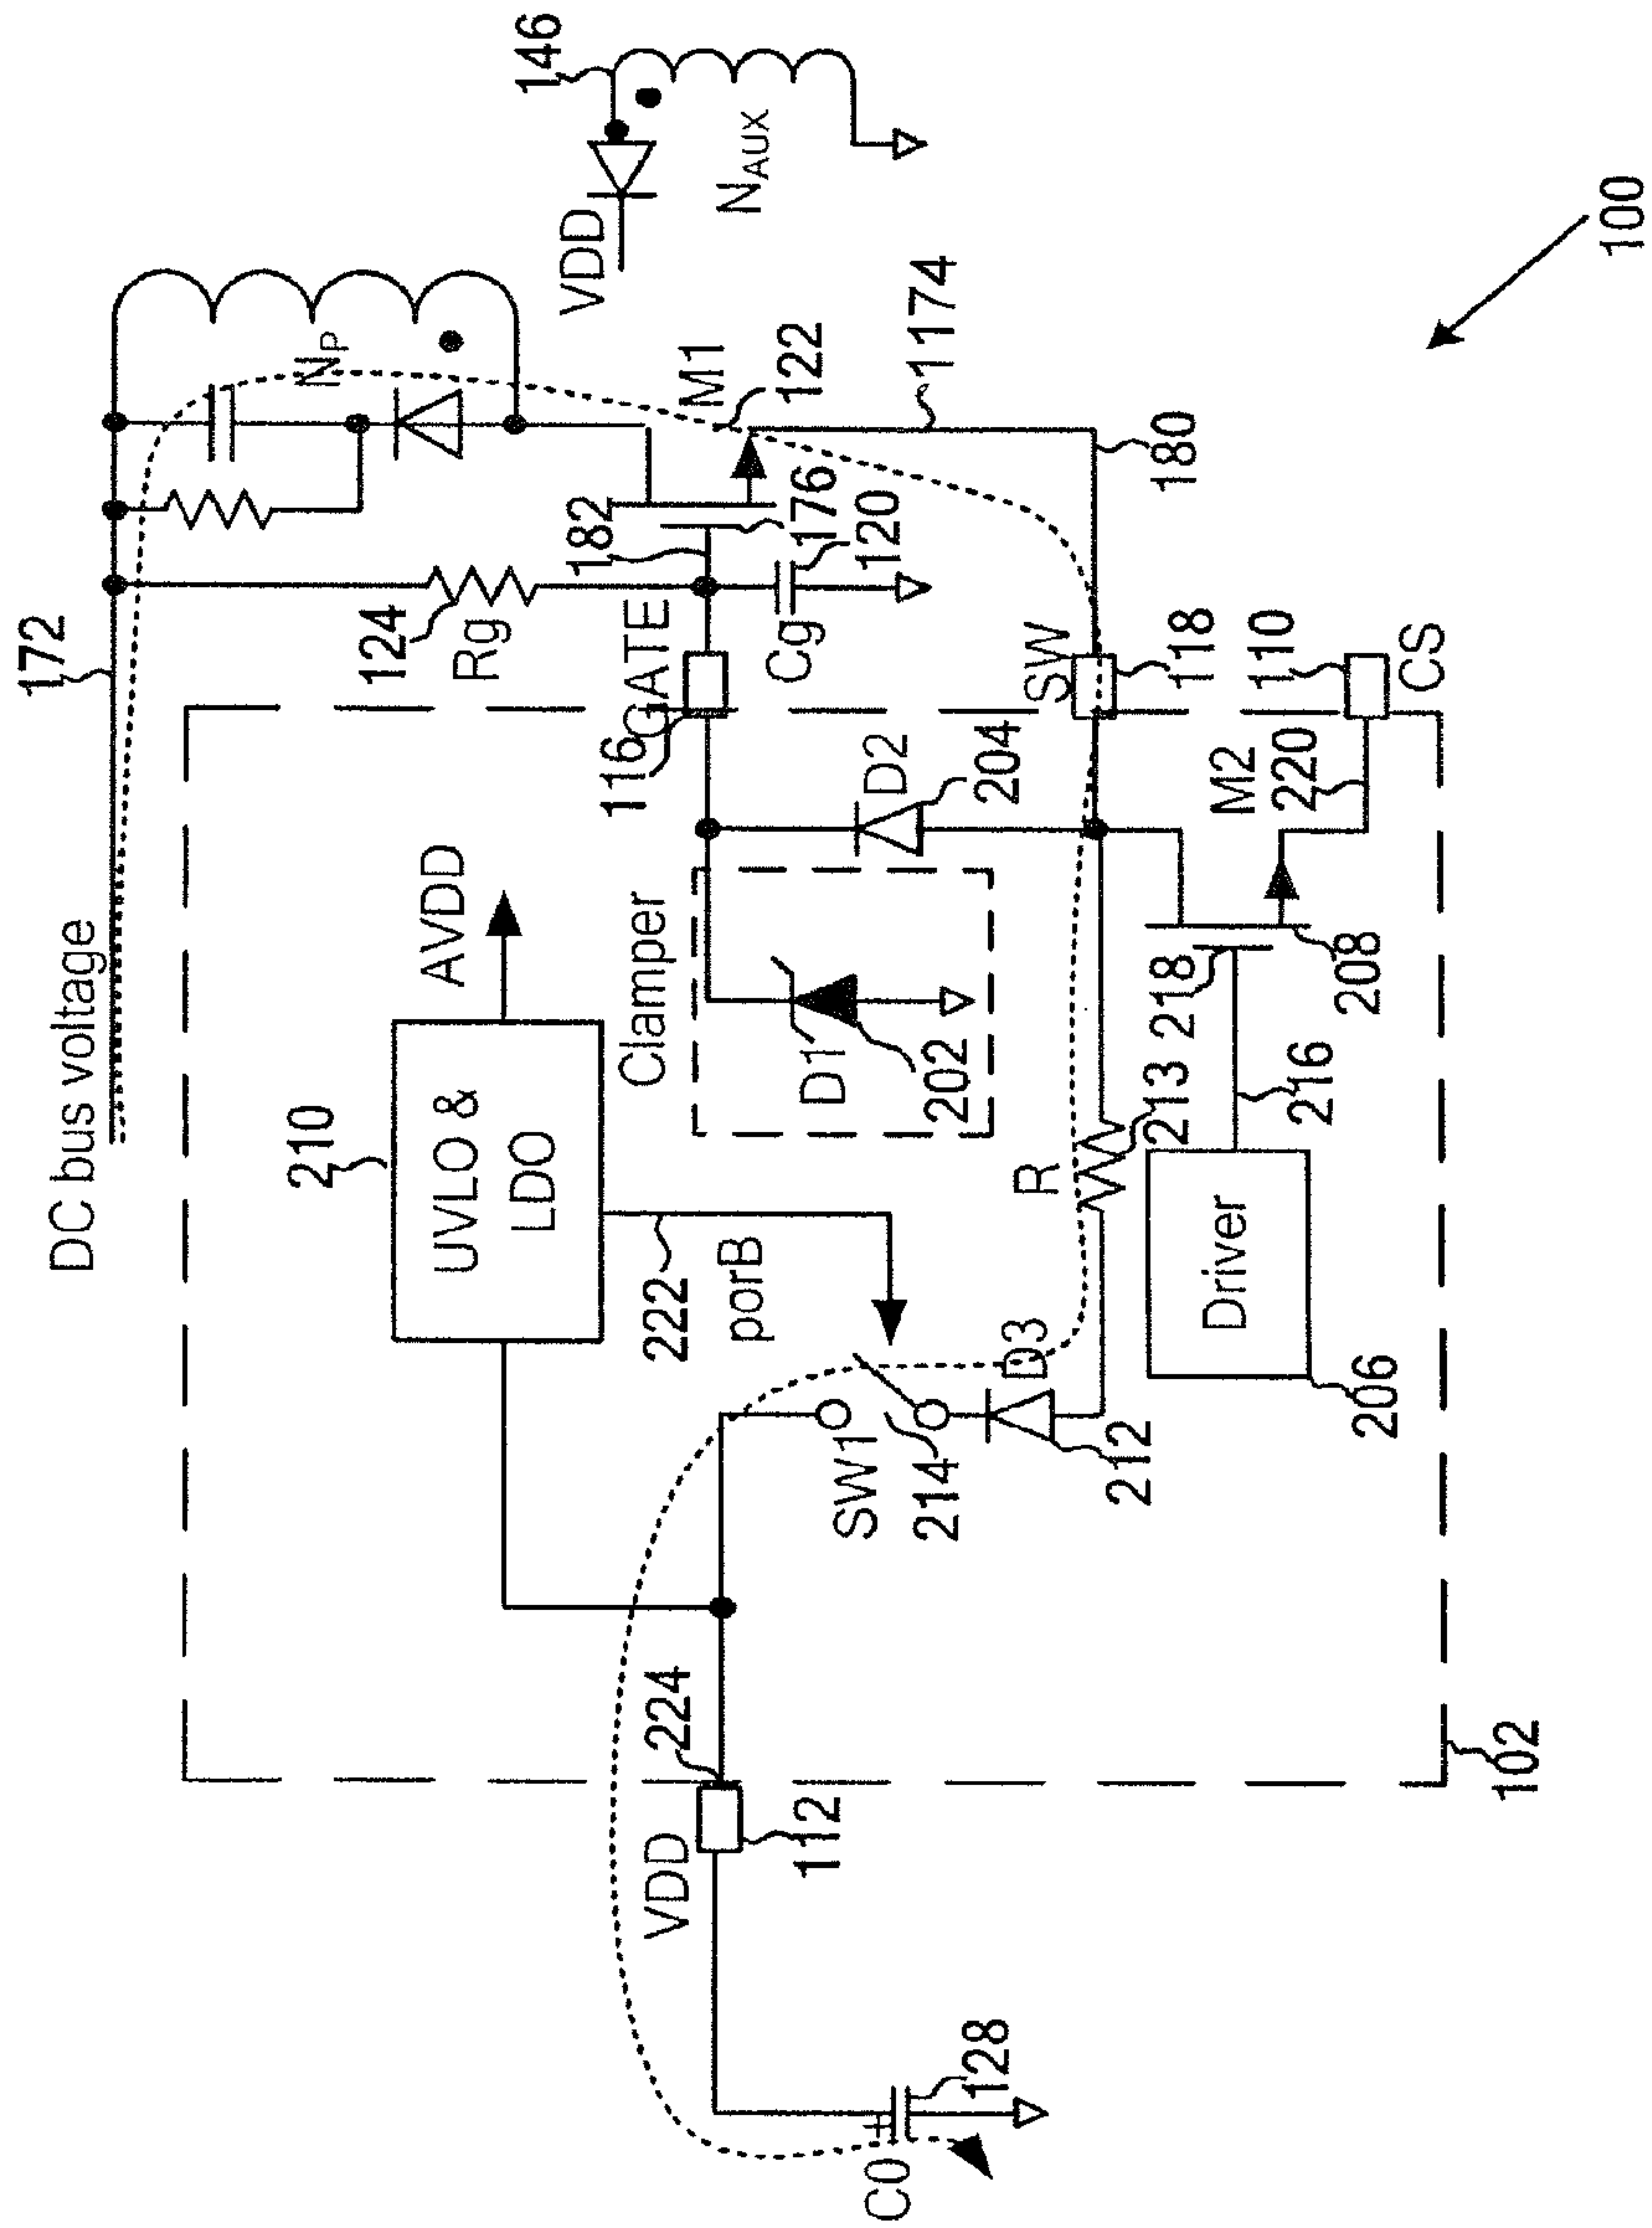 146
VDD
N_AUX
100
172
DC bus voltage
N_P
M1
122
1174
180
182
176
120
124
Rg
GATE
Cg
116
SW
118
110
CS
AVDD
210
UVLO &
LDO
Clamper
D1
202
D2
204
M2
220
218
208
216
213
R
222
porB
D3
212
Driver
206
SW1
214
224
VDD
112
102
C0
+
128